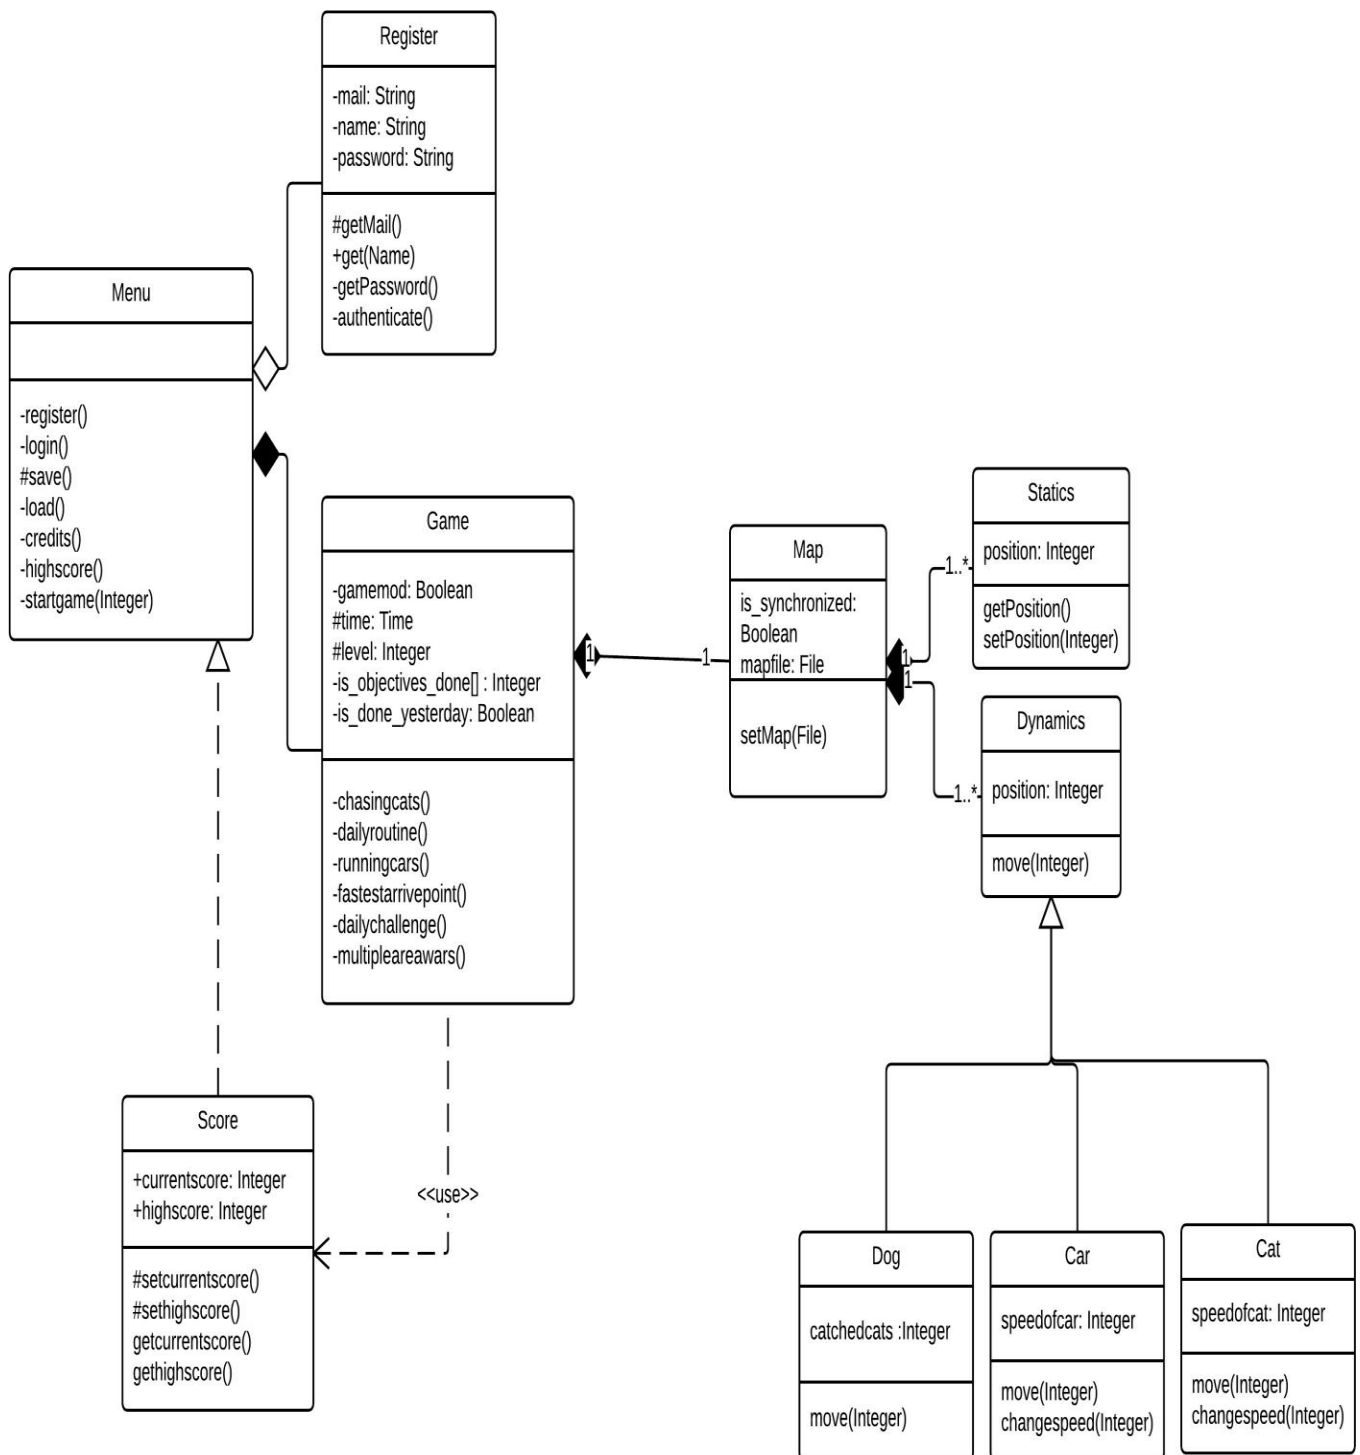 Register
-mail: String
-name: String
-password: String
#getMail()
+get(Name)
-getPassword()
-authenticate()
Menu
-register()
-login()
#save()
-load()
-credits()
-highscore()
-startgame(Integer)
Game
-gamemod: Boolean
#time: Time
#level: Integer
-is_objectives_done[] : Integer
-is_done_yesterday: Boolean
-chasingcats()
-dailyroutine()
-runningcars()
-fastestarrivepoint()
-dailychallenge()
-multipleareawars()
1
1
Map
is_synchronized:
Boolean
mapfile: File
setMap(File)
1
1..*
1
1..*
Statics
position: Integer
getPosition()
setPosition(Integer)
Dynamics
position: Integer
move(Integer)
Score
+currentscore: Integer
+highscore: Integer
#setcurrentscore()
#sethighscore()
getcurrentscore()
gethighscore()
<<use>>
Dog
catchedcats :Integer
move(Integer)
Car
speedofcar: Integer
move(Integer)
changespeed(Integer)
Cat
speedofcat: Integer
move(Integer)
changespeed(Integer)